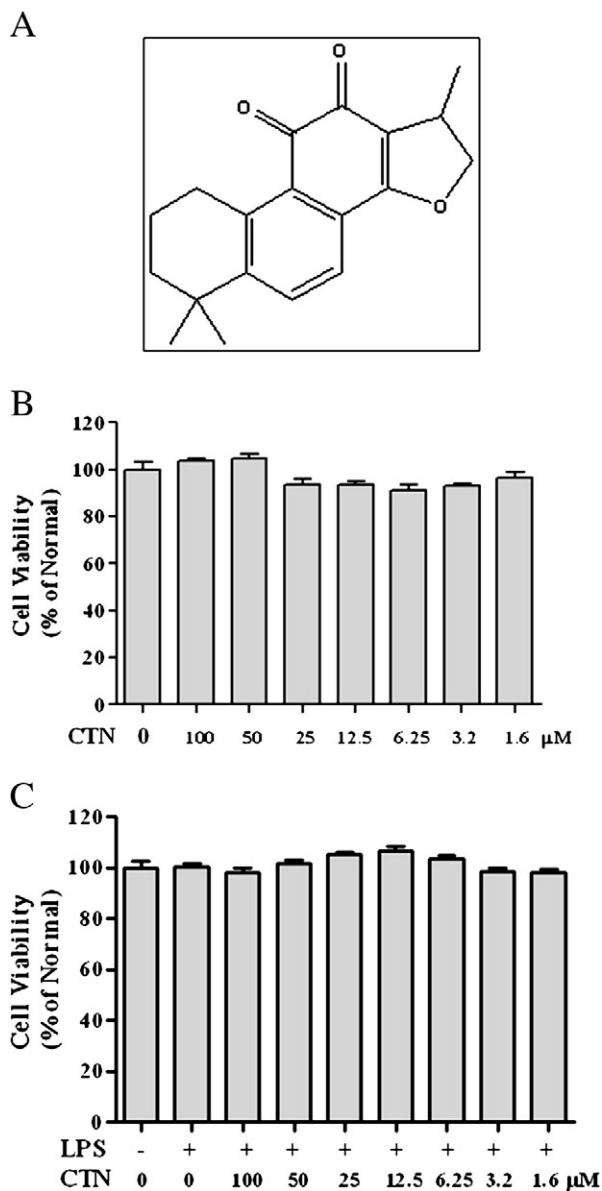 A
O
O
O
B
120
100
80
60
40
20
0
Cell Viability
(% of Normal)
CTN 0 100 50 25 12.5 6.25 3.2 1.6 μM
C
120
100
80
60
40
20
0
Cell Viability
(% of Normal)
LPS - + + + + + + + +
CTN 0 0 100 50 25 12.5 6.25 3.2 1.6 μM